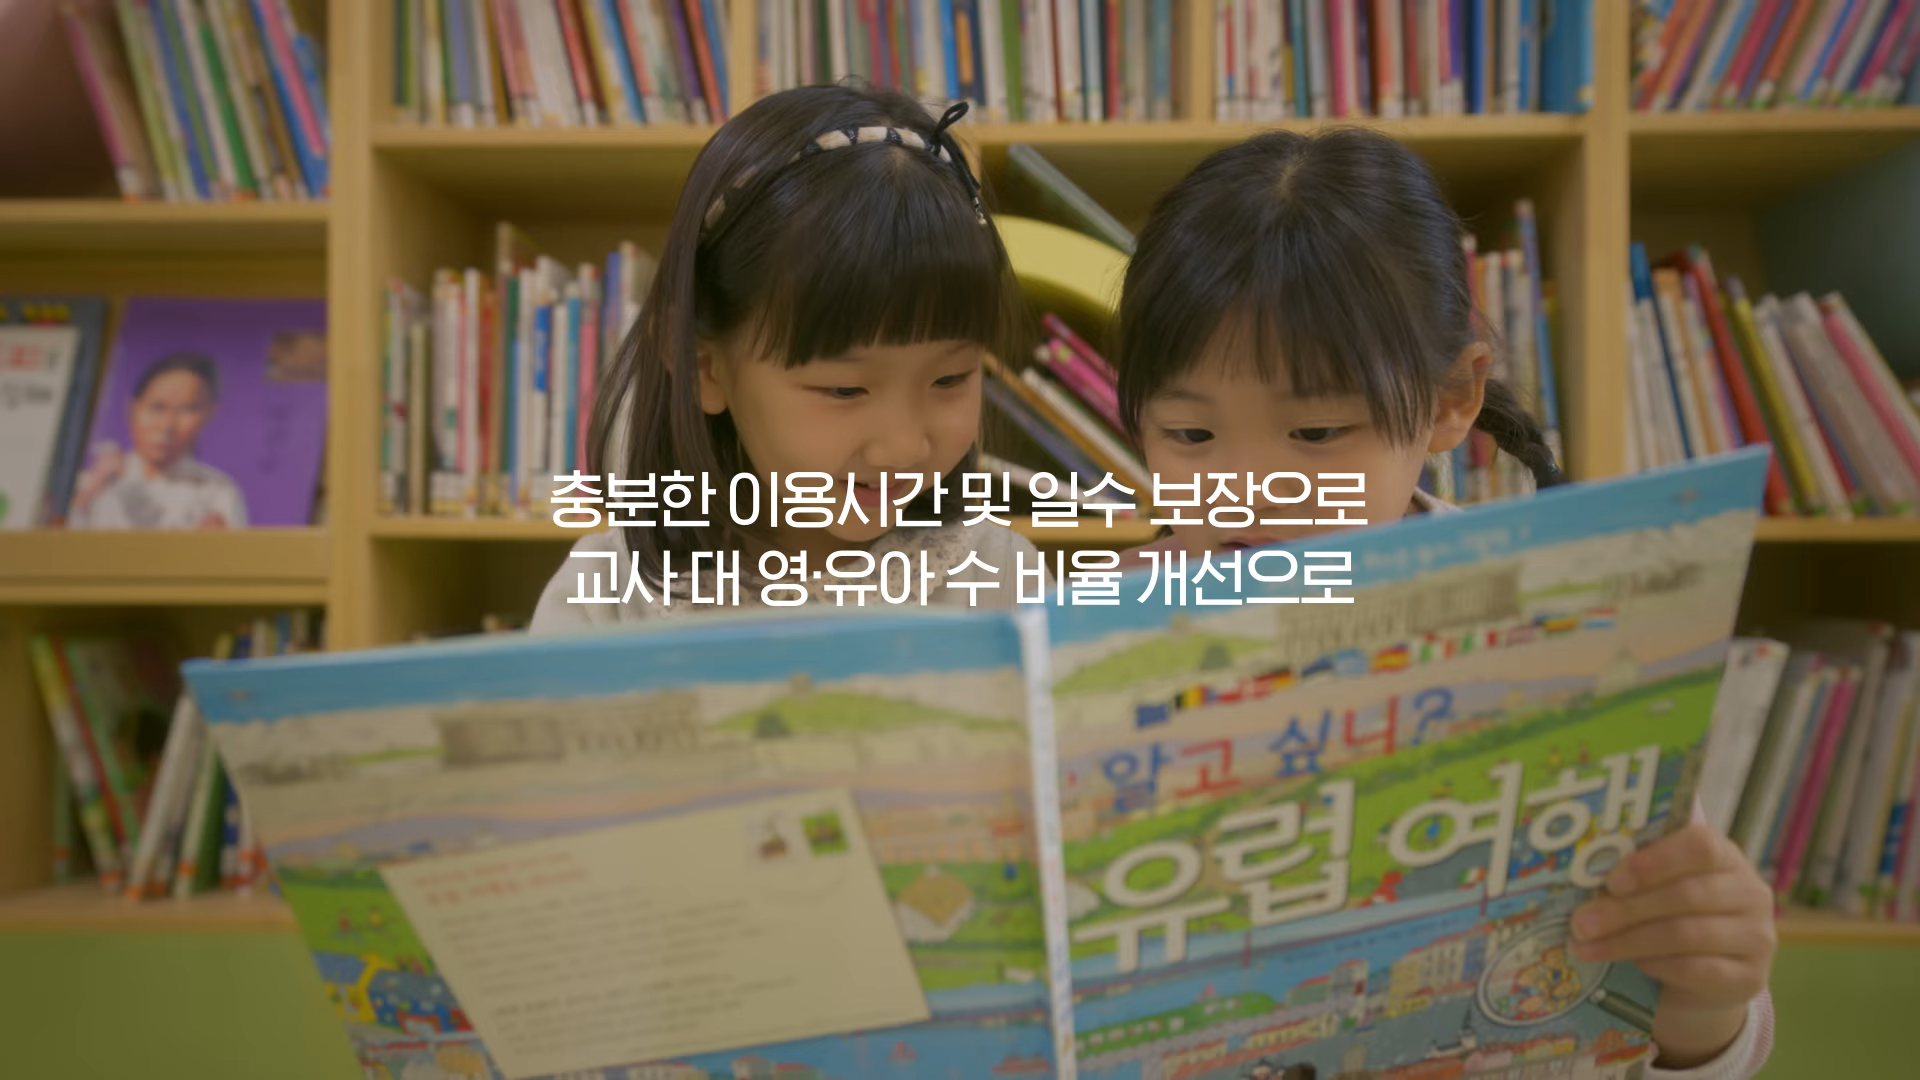 충분한 이용시간 및 일수 보장으로
교사 대 영·유아 수 비율 개선으로
알고 싶니?
유럽 여행